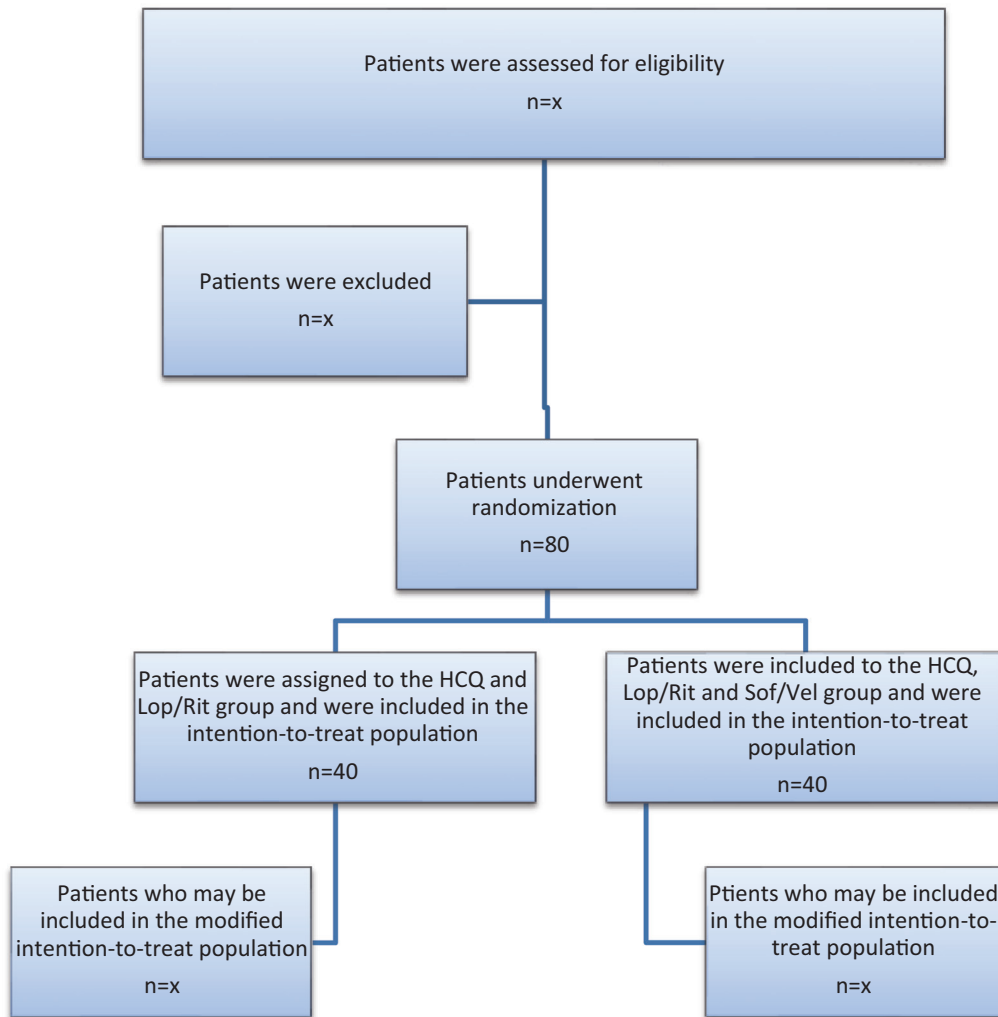 Patients were assessed for eligibility
n=x
Patients were excluded
n=x
Patients underwent
randomization
n=80
Patients were assigned to the HCQ and
Lop/Rit group and were included in the
intention-to-treat population
n=40
Patients were included to the HCQ,
Lop/Rit and Sof/Vel group and were
included in the intention-to-treat
population
n=40
Patients who may be
included in the modified
intention-to-treat population
n=x
Ptients who may be included
in the modified intention-to-
treat population
n=x